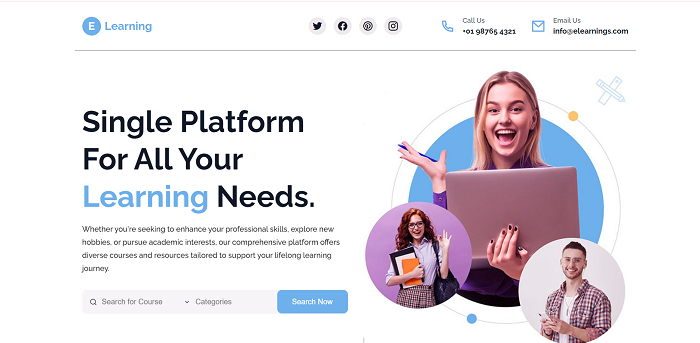 E Learning
Call Us
+01 98765 4321
Email Us
info@elearnings.com
Single Platform
For All Your
Learning Needs.
Whether you're seeking to enhance your professional skills, explore new
hobbies, or pursue academic interests, our comprehensive platform offers
diverse courses and resources tailored to support your lifelong learning
journey.
Search for Course
Categories
Search Now